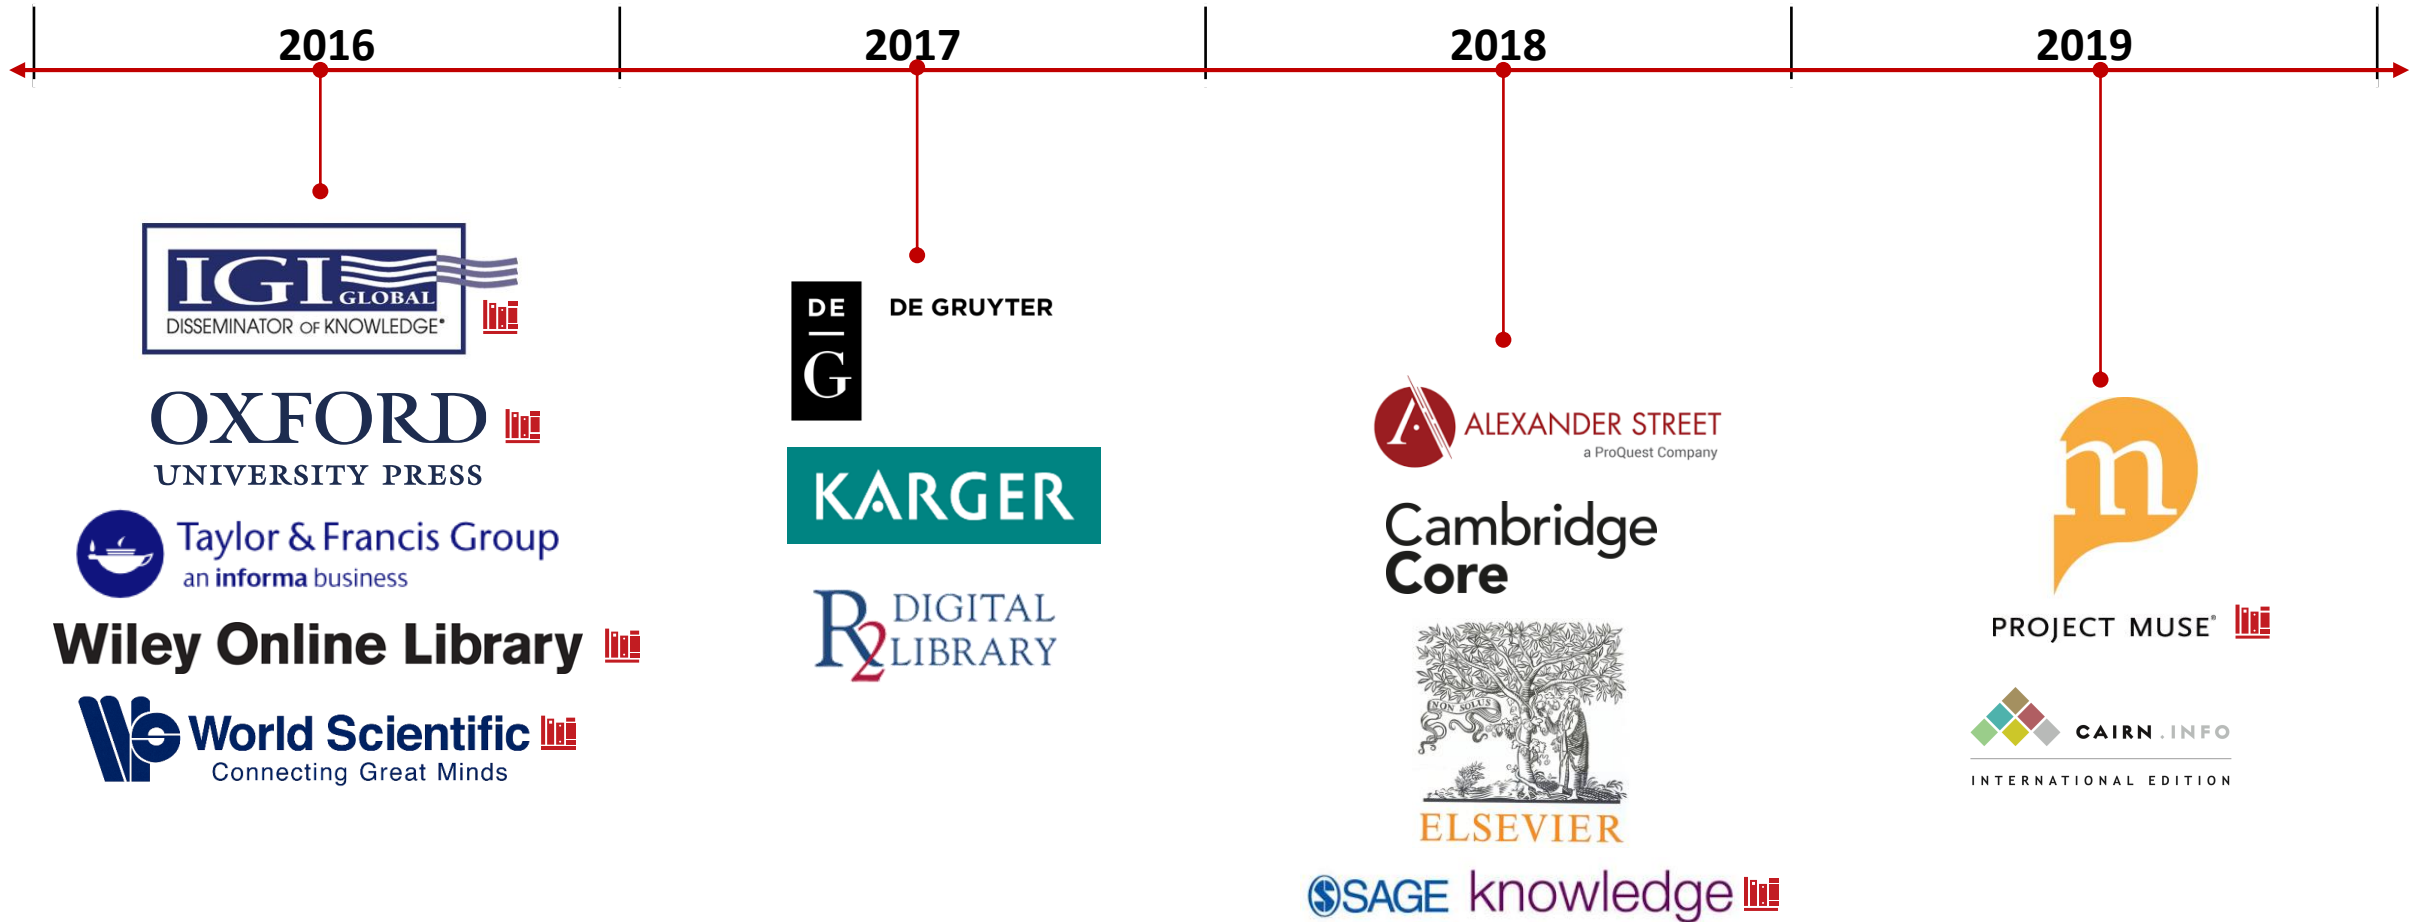 2016
2017
2018
2019
IGI
GLOBAL
DISSEMINATOR OF KNOWLEDGE®
OXFORD
UNIVERSITY PRESS
Taylor & Francis Group
an informa business
Wiley Online Library
World Scientific
Connecting Great Minds
DE
G
DE GRUYTER
KARGER
R2 DIGITAL
LIBRARY
A
ALEXANDER STREET
a ProQuest Company
Cambridge
Core
NON SOLUS
ELSEVIER
S SAGE knowledge
m
PROJECT MUSE®
CAIRN.INFO
INTERNATIONAL EDITION